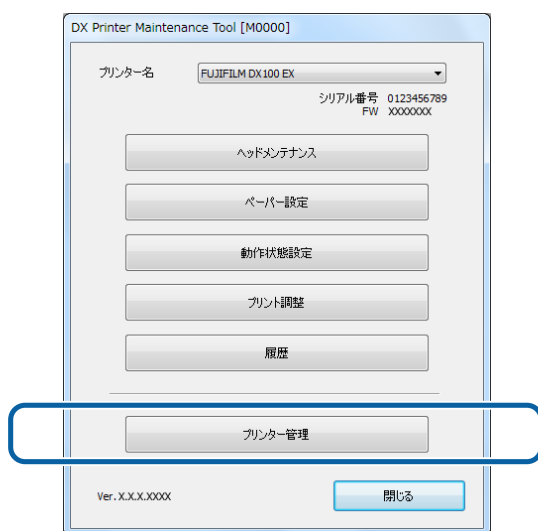 DX Printer Maintenance Tool [M0000]
プリンター名 FUJIFILM DX100 EX
シリアル番号 0123456789
FW XXXXXXX
ヘッドメンテナンス
ペーパー設定
動作状態設定
プリント調整
履歴
プリンター管理
Ver. X.X.X.XXXX 閉じる